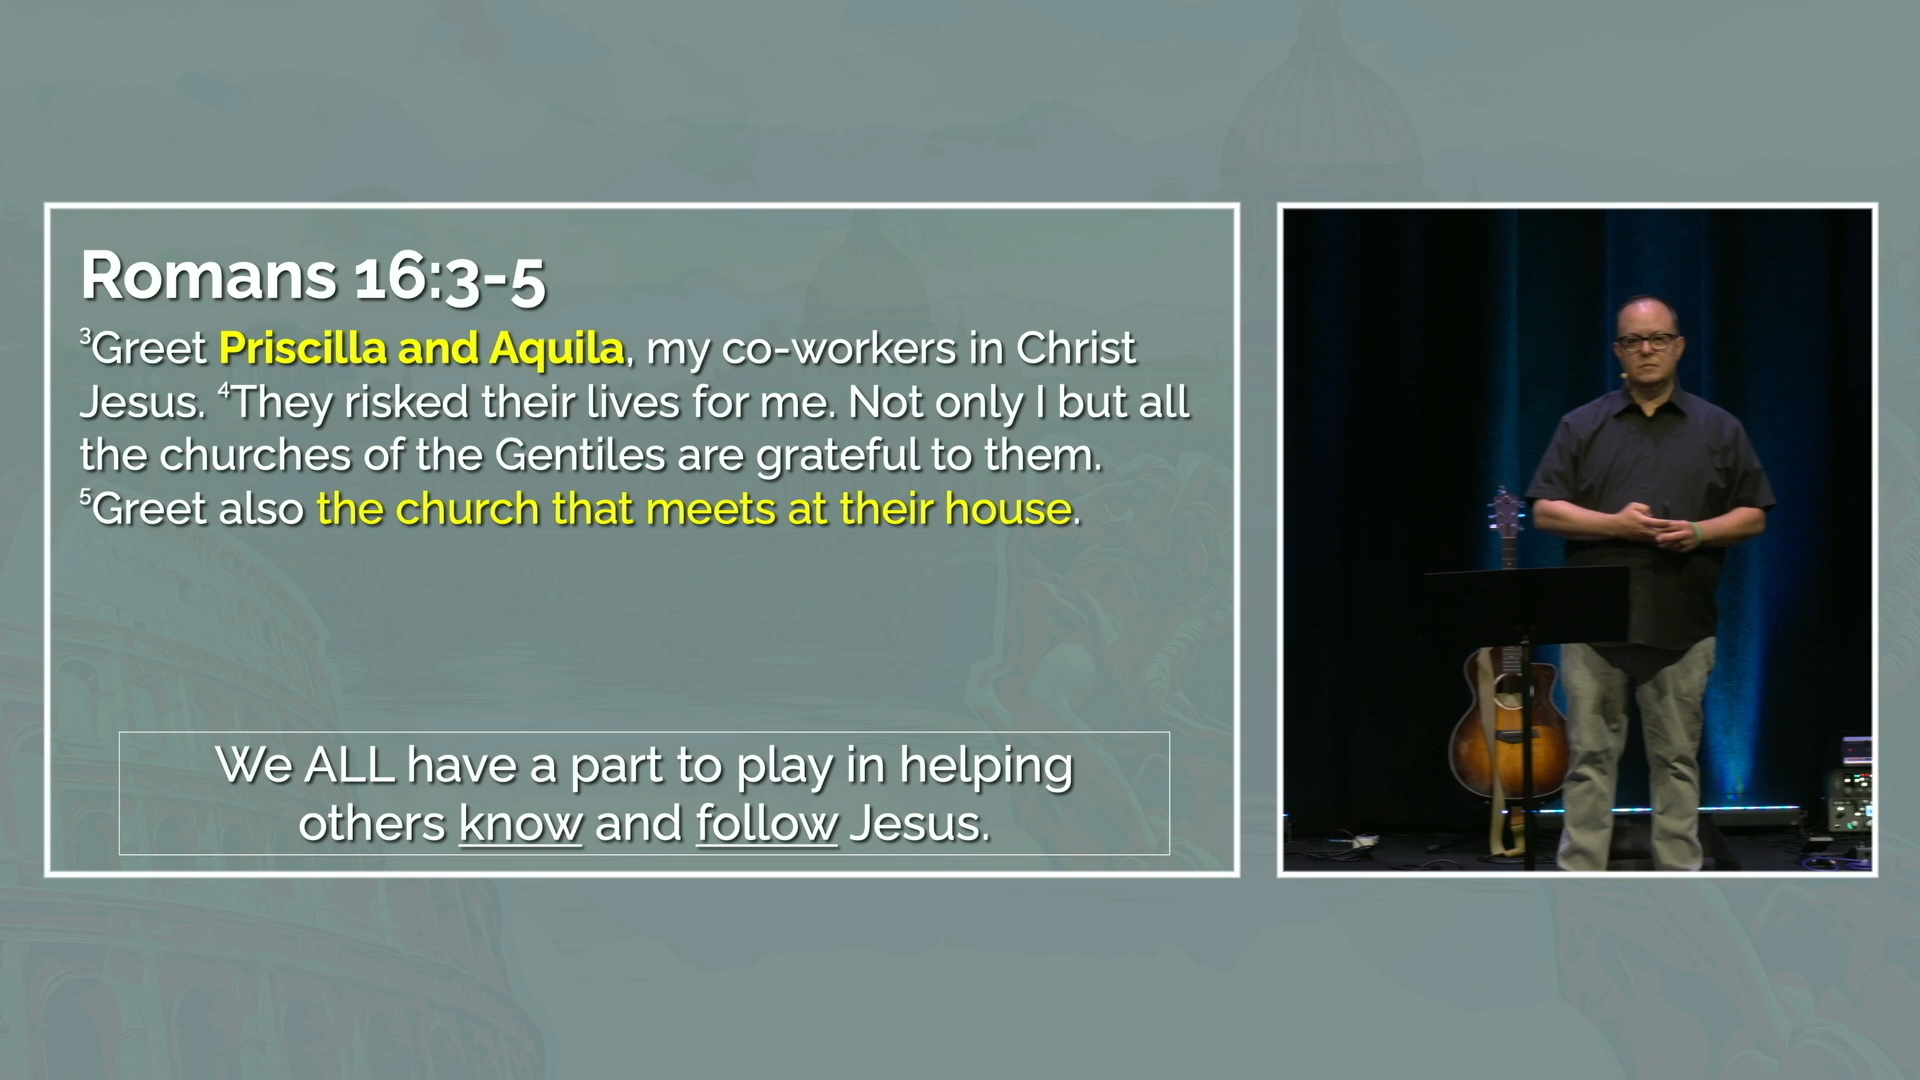 Romans 16:3-5
³Greet Priscilla and Aquila, my co-workers in Christ
Jesus. ⁴They risked their lives for me. Not only I but all
the churches of the Gentiles are grateful to them.
⁵Greet also the church that meets at their house.
We ALL have a part to play in helping
others know and follow Jesus.